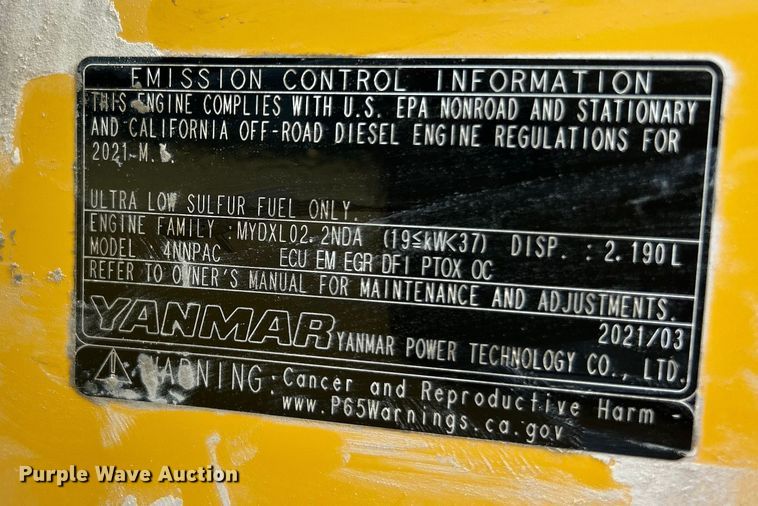 EMISSION CONTROL INFORMATION
THIS ENGINE COMPLIES WITH U.S. EPA NONROAD AND STATIONARY
AND CALIFORNIA OFF-ROAD DIESEL ENGINE REGULATIONS FOR
2021 M.Y.
ULTRA LOW SULFUR FUEL ONLY.
ENGINE FAMILY :MYDXL02.2NDA (19≦kW<37) DISP. : 2.190L
MODEL :4NNPAC ECU EM EGR DFI PTOX OC
REFER TO OWNER'S MANUAL FOR MAINTENANCE AND ADJUSTMENTS.
2021/03
YANMAR YANMAR POWER TECHNOLOGY CO., LTD.
WARNING: Cancer and Reproductive Harm -
www.P65Warnings.ca.gov
Purple Wave Auction